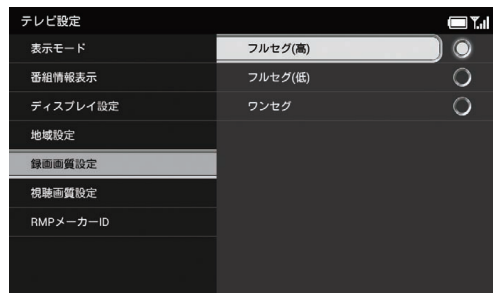 テレビ設定
表示モード
番組情報表示
ディスプレイ設定
地域設定
録画画質設定
視聴画質設定
RMPメーカーID
フルセグ(高)
フルセグ(低)
ワンセグ